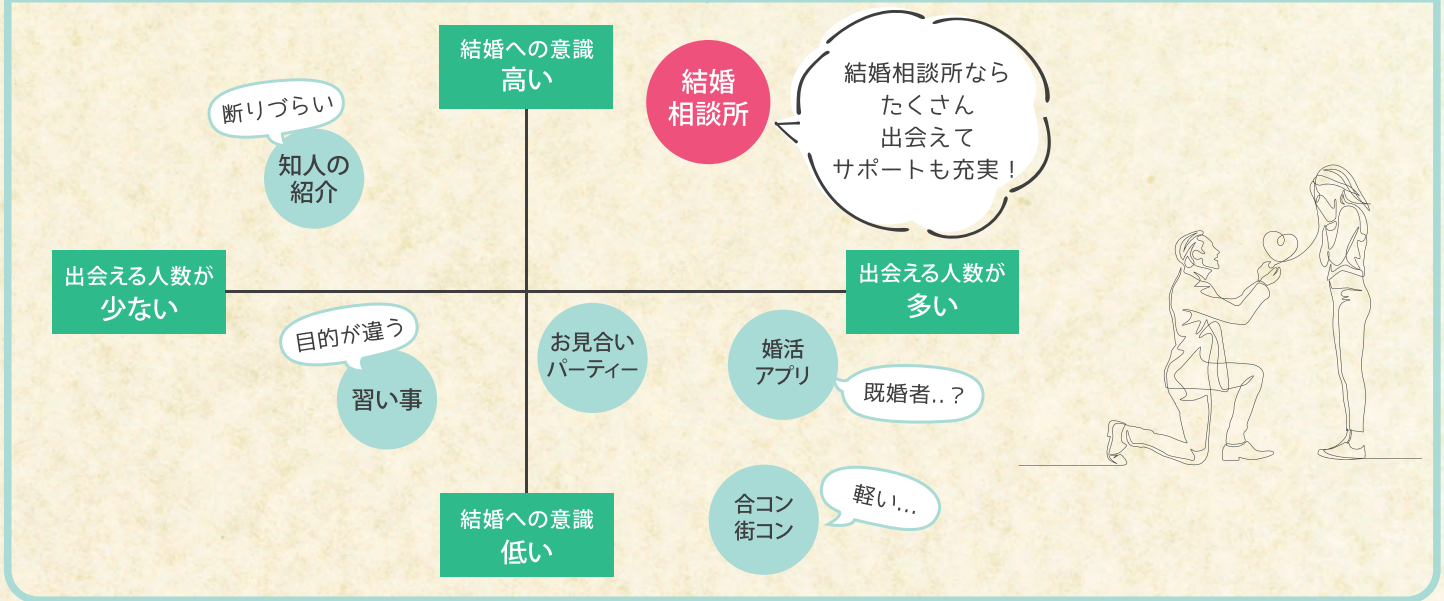 結婚への意識
高い
結婚
相談所
結婚相談所なら
たくさん
出会えて
サポートも充実！
断りづらい
知人の
紹介
出会える人数が
少ない
出会える人数が
多い
目的が違う
習い事
お見合い
パーティー
婚活
アプリ
既婚者..？
合コン
街コン
軽い...
結婚への意識
低い